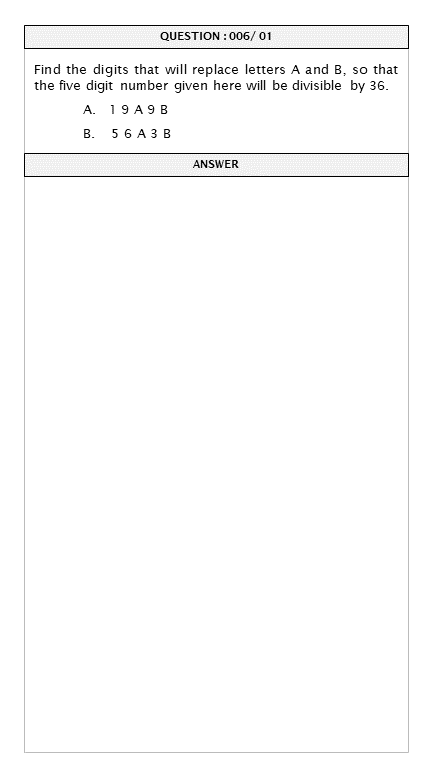 QUESTION : 006/ 01
Find the digits that will replace letters A and B, so that
the five digit number given here will be divisible by 36.
A. 1 9 A 9 B
B. 5 6 A 3 B
ANSWER